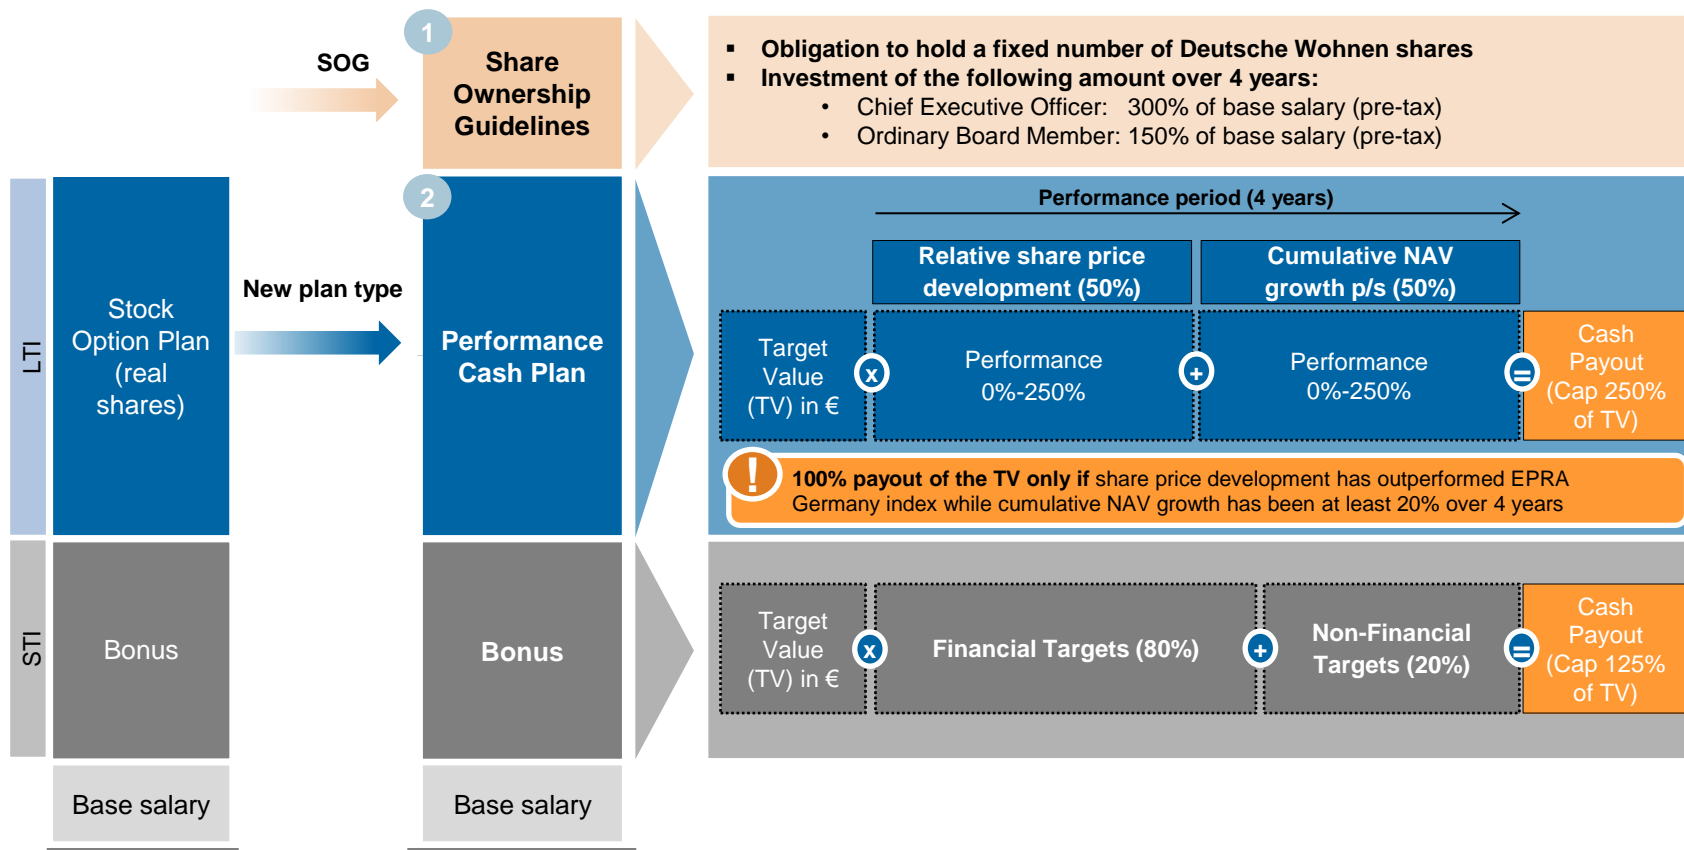 1
SOG
Share
Ownership
Guidelines
▪ Obligation to hold a fixed number of Deutsche Wohnen shares
▪ Investment of the following amount over 4 years:
• Chief Executive Officer: 300% of base salary (pre-tax)
• Ordinary Board Member: 150% of base salary (pre-tax)
LTI
Stock
Option Plan
(real
shares)
New plan type
2
Performance
Cash Plan
Performance period (4 years)
Relative share price
development (50%)
Cumulative NAV
growth p/s (50%)
Target
Value
(TV) in €
x
Performance
0%-250%
+
Performance
0%-250%
=
Cash
Payout
(Cap 250%
of TV)
!
100% payout of the TV only if share price development has outperformed EPRA
Germany index while cumulative NAV growth has been at least 20% over 4 years
STI
Bonus
Bonus
Target
Value
(TV) in €
x
Financial Targets (80%)
+
Non-Financial
Targets (20%)
=
Cash
Payout
(Cap 125%
of TV)
Base salary
Base salary